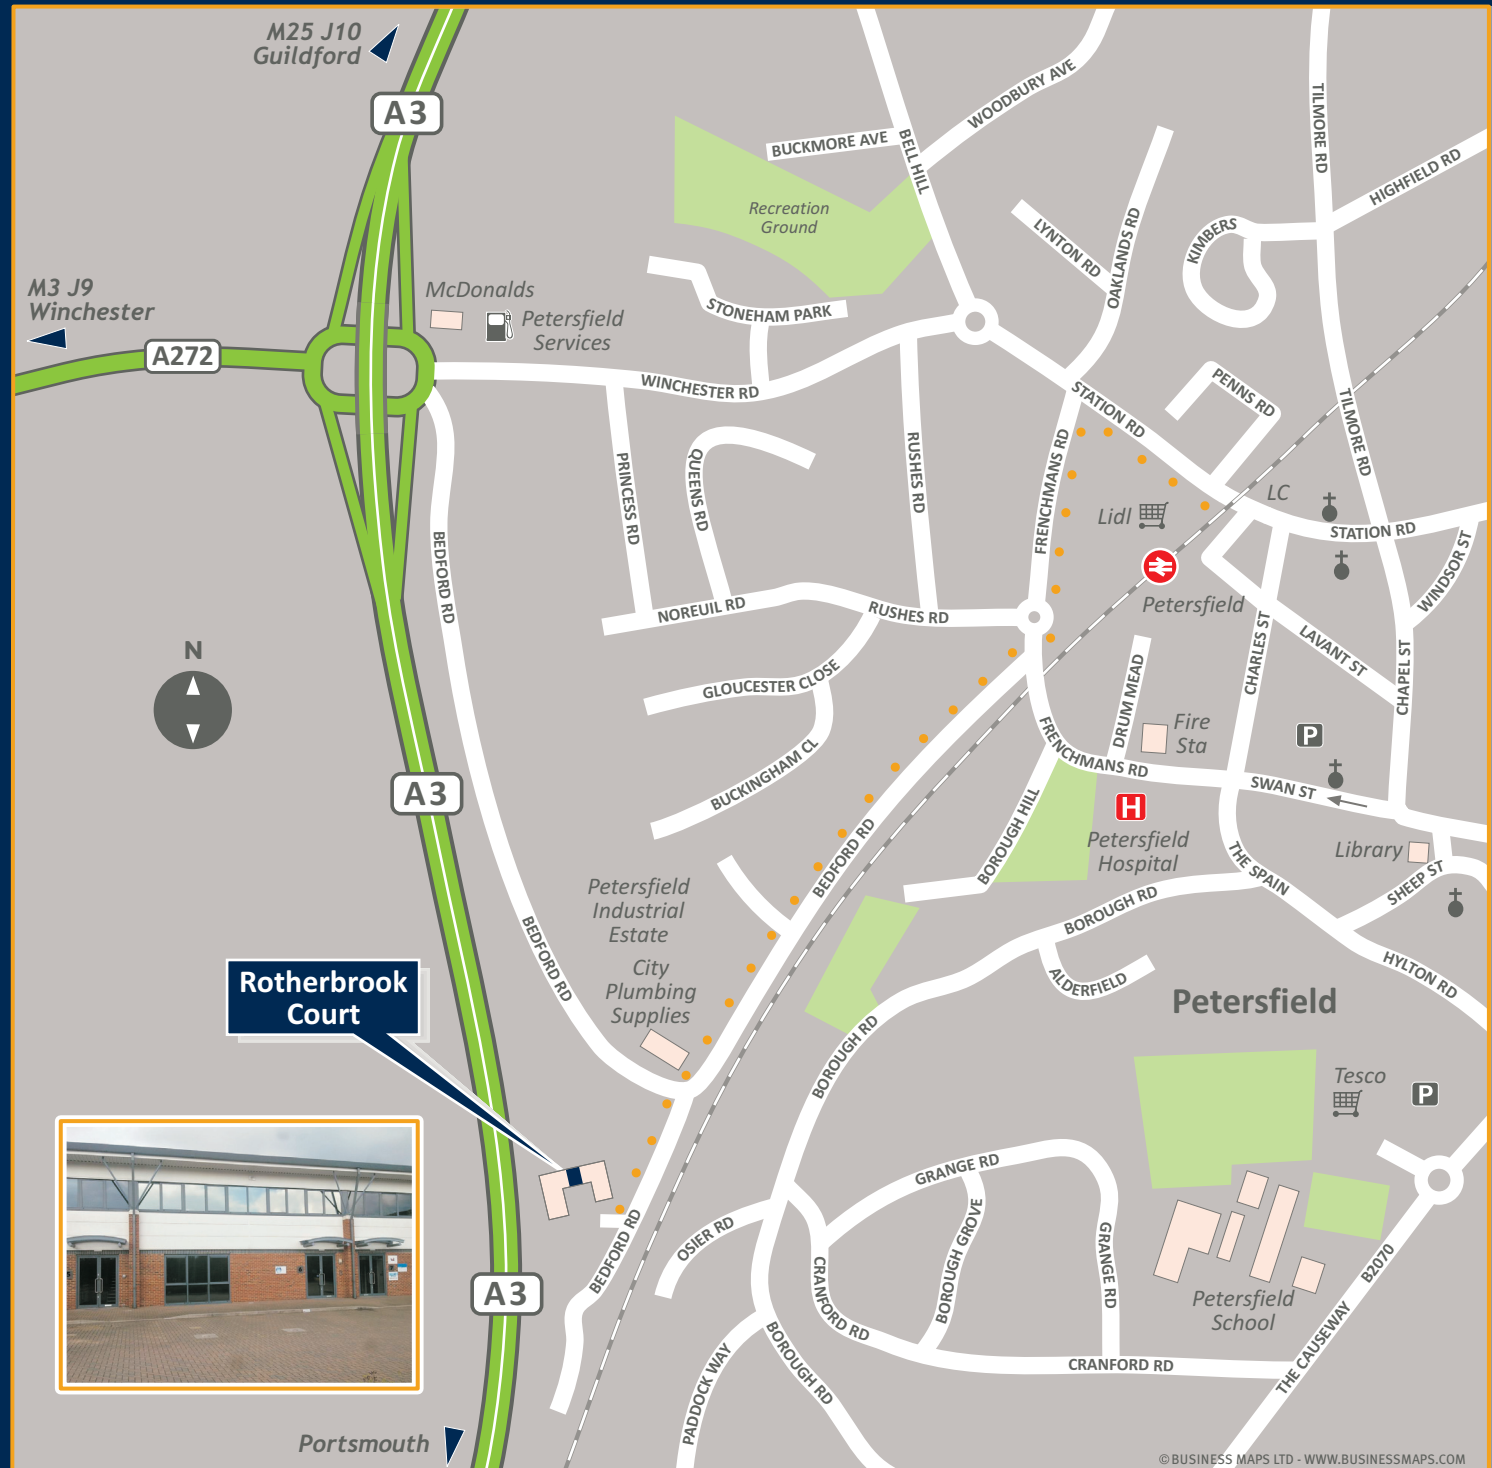 M25 J10
Guildford
A3
WOODBURY AVE
BUCKMORE AVE
BELL HILL
TILMORE RD
HIGHFIELD RD
Recreation
Ground
LYNTON RD
OAKLANDS RD
KIMBERS
M3 J9
Winchester
A272
McDonalds
Petersfield
Services
STONEHAM PARK
WINCHESTER RD
STATION RD
PENNS RD
TILMORE RD
PRINCESS RD
QUEENS RD
RUSHES RD
FRENCHMANS RD
Lidl
LC
STATION RD
WINDSOR ST
BEDFORD RD
NOREUIL RD
RUSHES RD
Petersfield
LAVANT ST
CHARLES ST
CHAPEL ST
N
GLOUCESTER CLOSE
BUCKINGHAM CL
DRUM MEAD
Fire
Sta
P
FRENCHMANS RD
SWAN ST
A3
BEDFORD RD
BOROUGH HILL
H
Petersfield
Hospital
THE SPAIN
Library
SHEEP ST
Petersfield
Industrial
Estate
BOROUGH RD
City
Plumbing
Supplies
BEDFORD RD
ALDERFIELD
HYLTON RD
Rotherbrook
Court
Petersfield
BOROUGH RD
Tesco
P
GRANGE RD
OSIER RD
BEDFORD RD
BOROUGH GROVE
GRANGE RD
CRANFORD RD
A3
Petersfield
School
B2070
THE CAUSEWAY
PADDOCK WAY
BOROUGH RD
CRANFORD RD
Portsmouth
© BUSINESS MAPS LTD - WWW.BUSINESSMAPS.COM